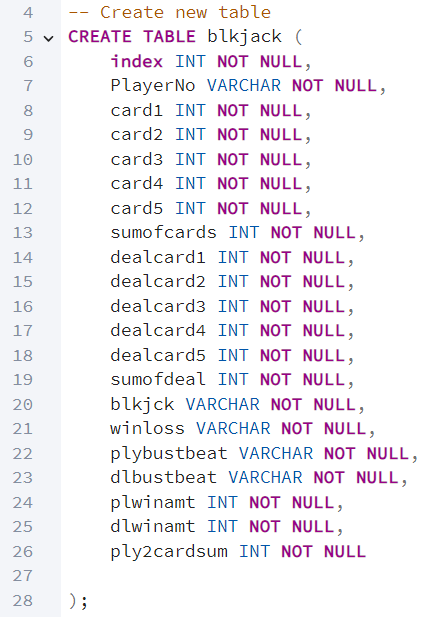 4 -- Create new table
5 CREATE TABLE blkjack (
6 index INT NOT NULL,
7 PlayerNo VARCHAR NOT NULL,
8 card1 INT NOT NULL,
9 card2 INT NOT NULL,
10 card3 INT NOT NULL,
11 card4 INT NOT NULL,
12 card5 INT NOT NULL,
13 sumofcards INT NOT NULL,
14 dealcard1 INT NOT NULL,
15 dealcard2 INT NOT NULL,
16 dealcard3 INT NOT NULL,
17 dealcard4 INT NOT NULL,
18 dealcard5 INT NOT NULL,
19 sumofdeal INT NOT NULL,
20 blkjck VARCHAR NOT NULL,
21 winloss VARCHAR NOT NULL,
22 plybustbeat VARCHAR NOT NULL,
23 dlbustbeat VARCHAR NOT NULL,
24 plwinamt INT NOT NULL,
25 dlwinamt INT NOT NULL,
26 ply2cardsum INT NOT NULL
27
28 );